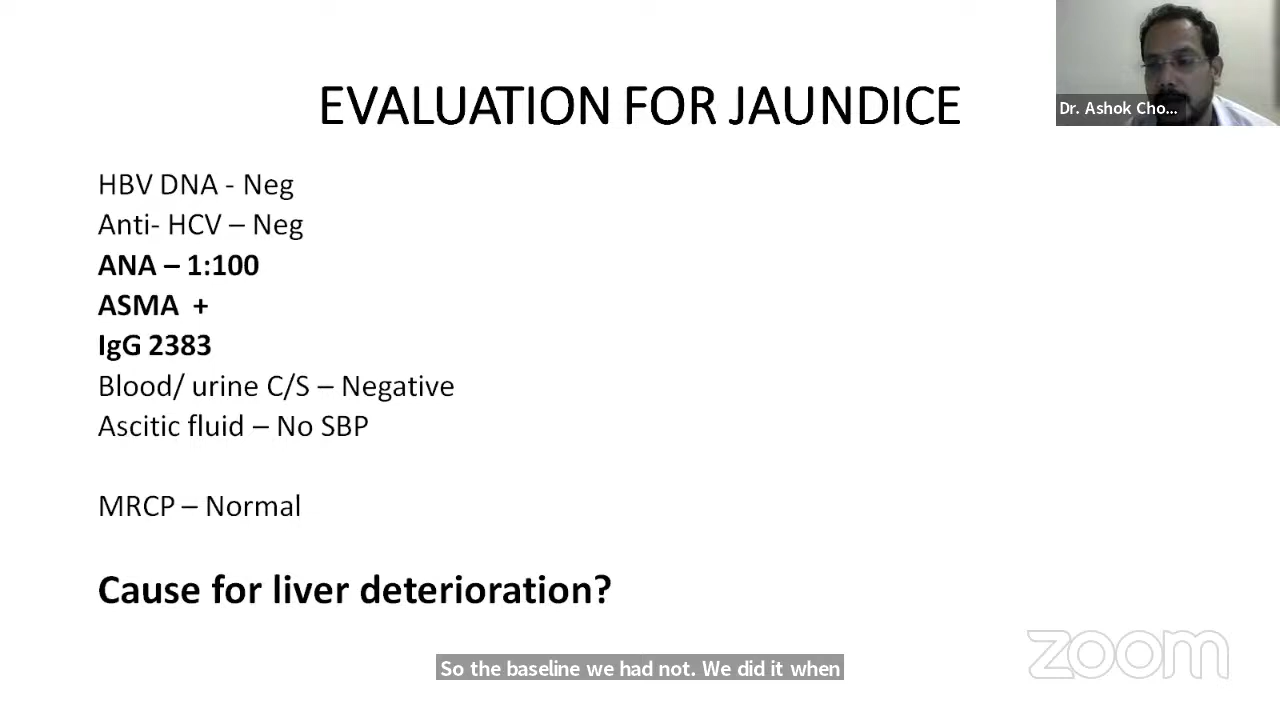 EVALUATION FOR JAUNDICE
Dr. Ashok Cho...
HBV DNA - Neg
Anti- HCV – Neg
ANA – 1:100
ASMA +
IgG 2383
Blood/ urine C/S – Negative
Ascitic fluid – No SBP
MRCP – Normal
Cause for liver deterioration?
zoom
So the baseline we had not. We did it when